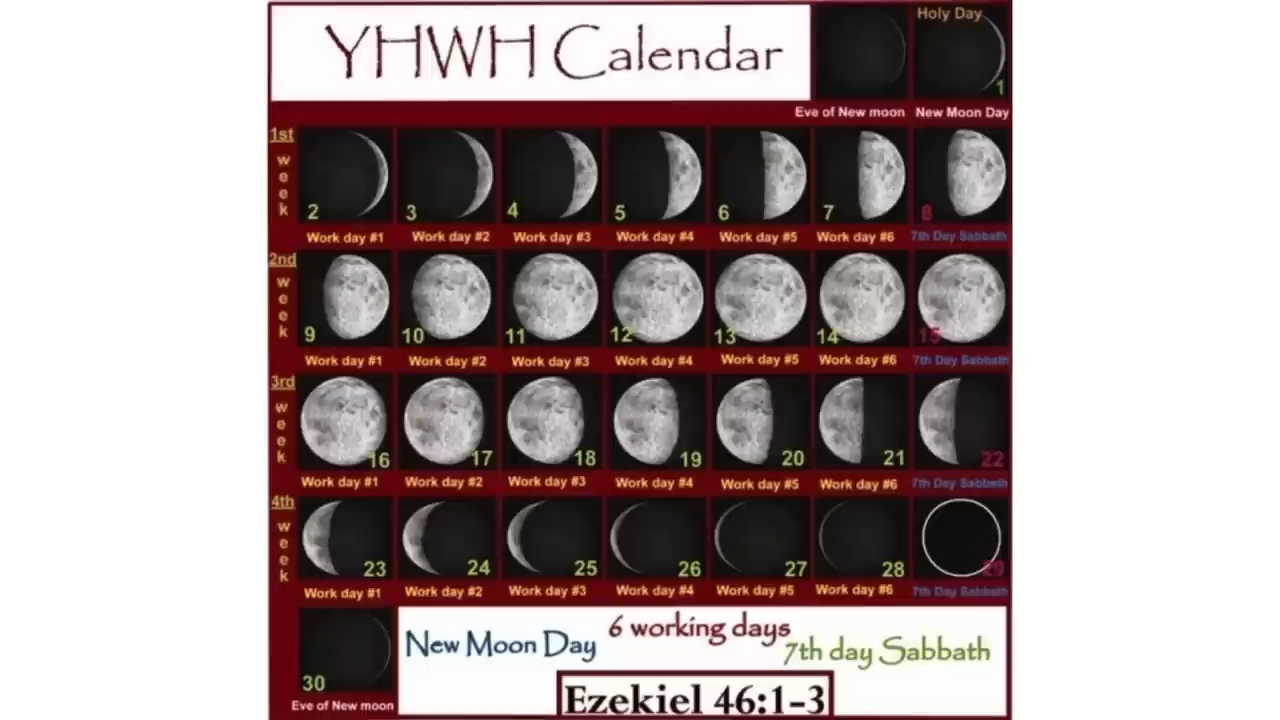 YHWH Calendar
Holy Day
1
Eve of New moon New Moon Day
1st week
2 3 4 5 6 7 8
Work day #1 Work day #2 Work day #3 Work day #4 Work day #5 Work day #6 7th Day Sabbath
2nd week
9 10 11 12 13 14 15
Work day #1 Work day #2 Work day #3 Work day #4 Work day #5 Work day #6 7th Day Sabbath
3rd week
16 17 18 19 20 21 22
Work day #1 Work day #2 Work day #3 Work day #4 Work day #5 Work day #6 7th Day Sabbath
4th week
23 24 25 26 27 28 29
Work day #1 Work day #2 Work day #3 Work day #4 Work day #5 Work day #6 7th Day Sabbath
30
Eve of New moon
New Moon Day 6 working days 7th day Sabbath
Ezekiel 46:1-3